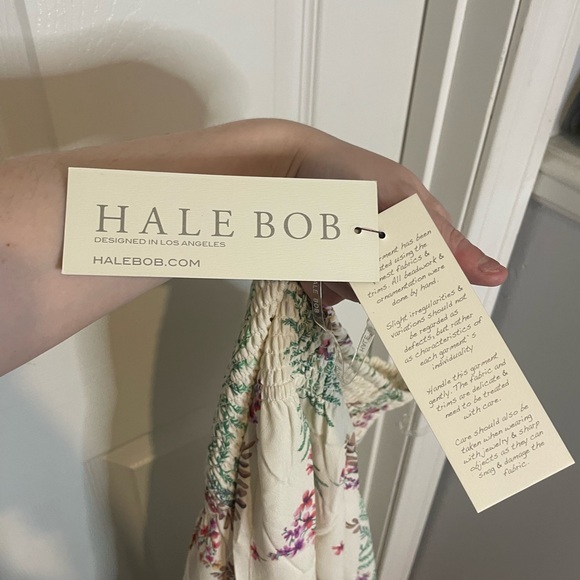 HALE BOB
DESIGNED IN LOS ANGELES
HALEBOB.COM
HALE BOB
garment has been
using the
finest fabrics &
trims. All beadwork &
ornamentation were
done by hand.
Slight irregularities &
variations should not
be regarded as
defects, but rather
as characteristics of
each garment's
individuality
Handle this garment
gently. The fabric and
trims are delicate &
need to be treated
with care.
Care should also be
taken when wearing
with jewelry & sharp
objects as they can
snag & damage the
fabric.